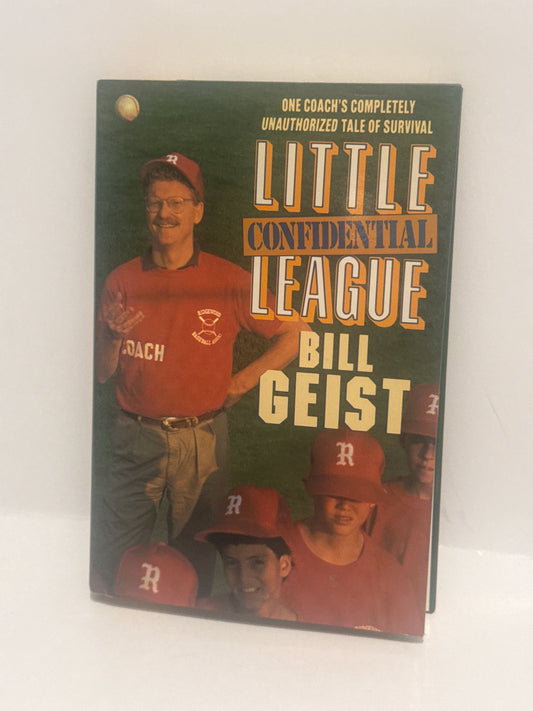 ONE COACH'S COMPLETELY
UNAUTHORIZED TALE OF SURVIVAL
LITTLE
CONFIDENTIAL
LEAGUE
BILL
GEIST
R
COACH
R
R
R
R